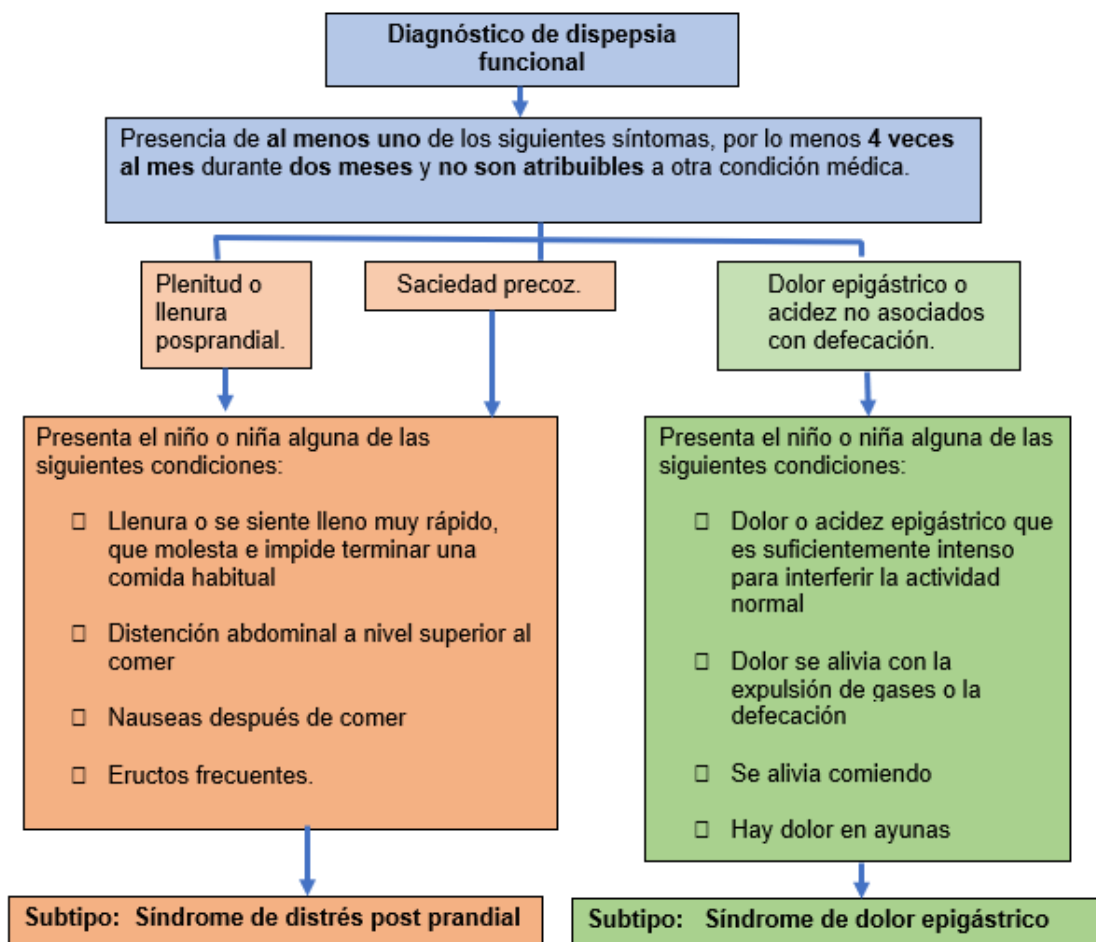 Diagnóstico de dispepsia
funcional
Presencia de al menos uno de los siguientes síntomas, por lo menos 4 veces
al mes durante dos meses y no son atribuibles a otra condición médica.
Plenitud o
llenura
posprandial.
Saciedad precoz.
Dolor epigástrico o
acidez no asociados
con defecación.
Presenta el niño o niña alguna de las
siguientes condiciones:
Llenura o se siente lleno muy rápido,
que molesta e impide terminar una
comida habitual
Distención abdominal a nivel superior al
comer
Nauseas después de comer
Eructos frecuentes.
Presenta el niño o niña alguna de las
siguientes condiciones:
Dolor o acidez epigástrico que
es suficientemente intenso
para interferir la actividad
normal
Dolor se alivia con la
expulsión de gases o la
defecación
Se alivia comiendo
Hay dolor en ayunas
Subtipo: Síndrome de distrés post prandial
Subtipo: Síndrome de dolor epigástrico